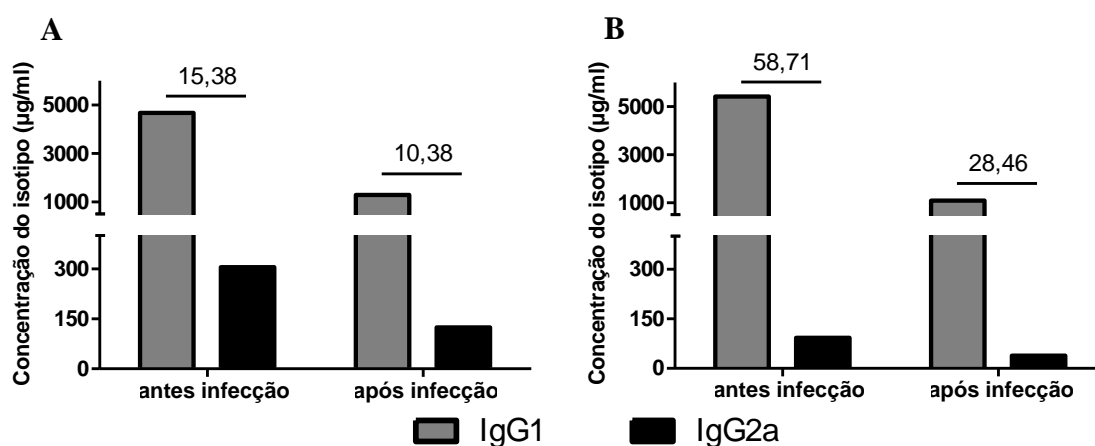 A
Concentração do isotipo (µg/ml)
5000
3000
1000
300
150
0
15,38
10,38
antes infecção
após infecção
B
Concentração do isotipo (µg/ml)
5000
3000
1000
300
150
0
58,71
28,46
antes infecção
após infecção
IgG1
IgG2a